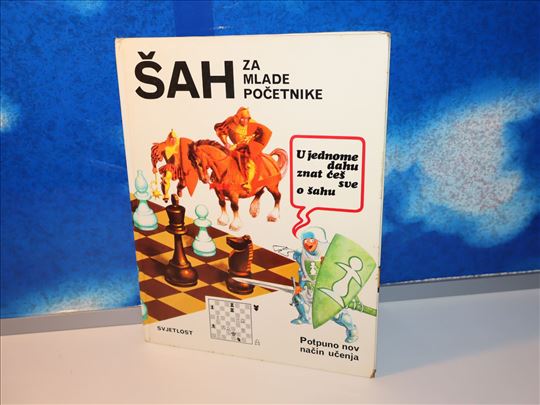 ŠAH ZA
MLADE
POČETNIKE
U jednome
dahu
znat ćeš
sve
o šahu
SVJETLOST
Potpuno nov
način učenja